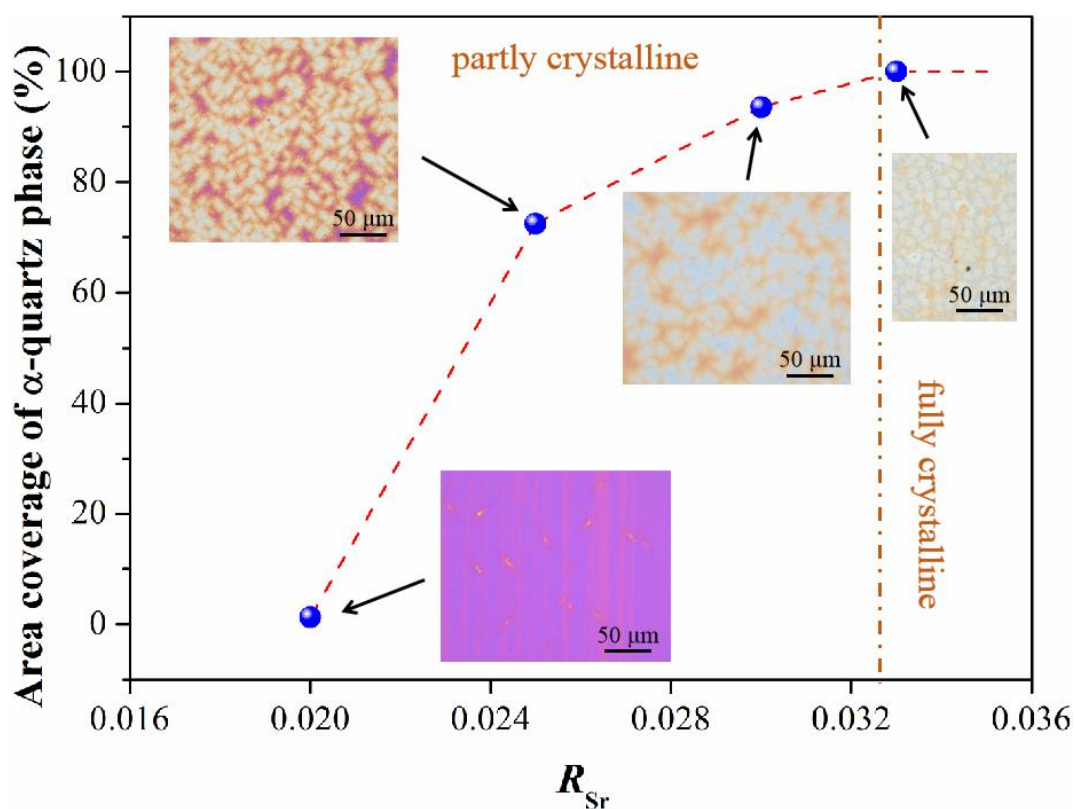 Area coverage of α-quartz phase (%)
100
80
60
40
20
0
partly crystalline
fully crystalline
50 μm
50 μm
50 μm
50 μm
0.016
0.020
0.024
0.028
0.032
0.036
R_Sr